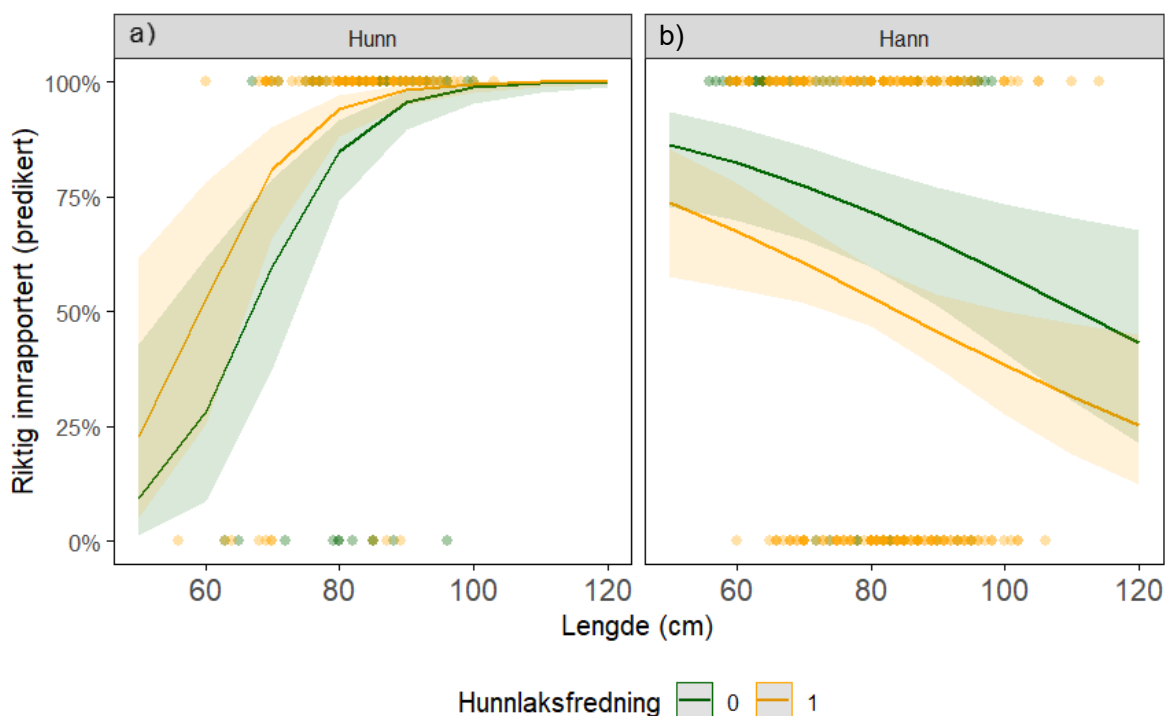 a) Hunn
b) Hann
Riktig innrapportert (predikert)
100%
75%
50%
25%
0%
60 80 100 120
60 80 100 120
Lengde (cm)
Hunnlaksfredning 0 1